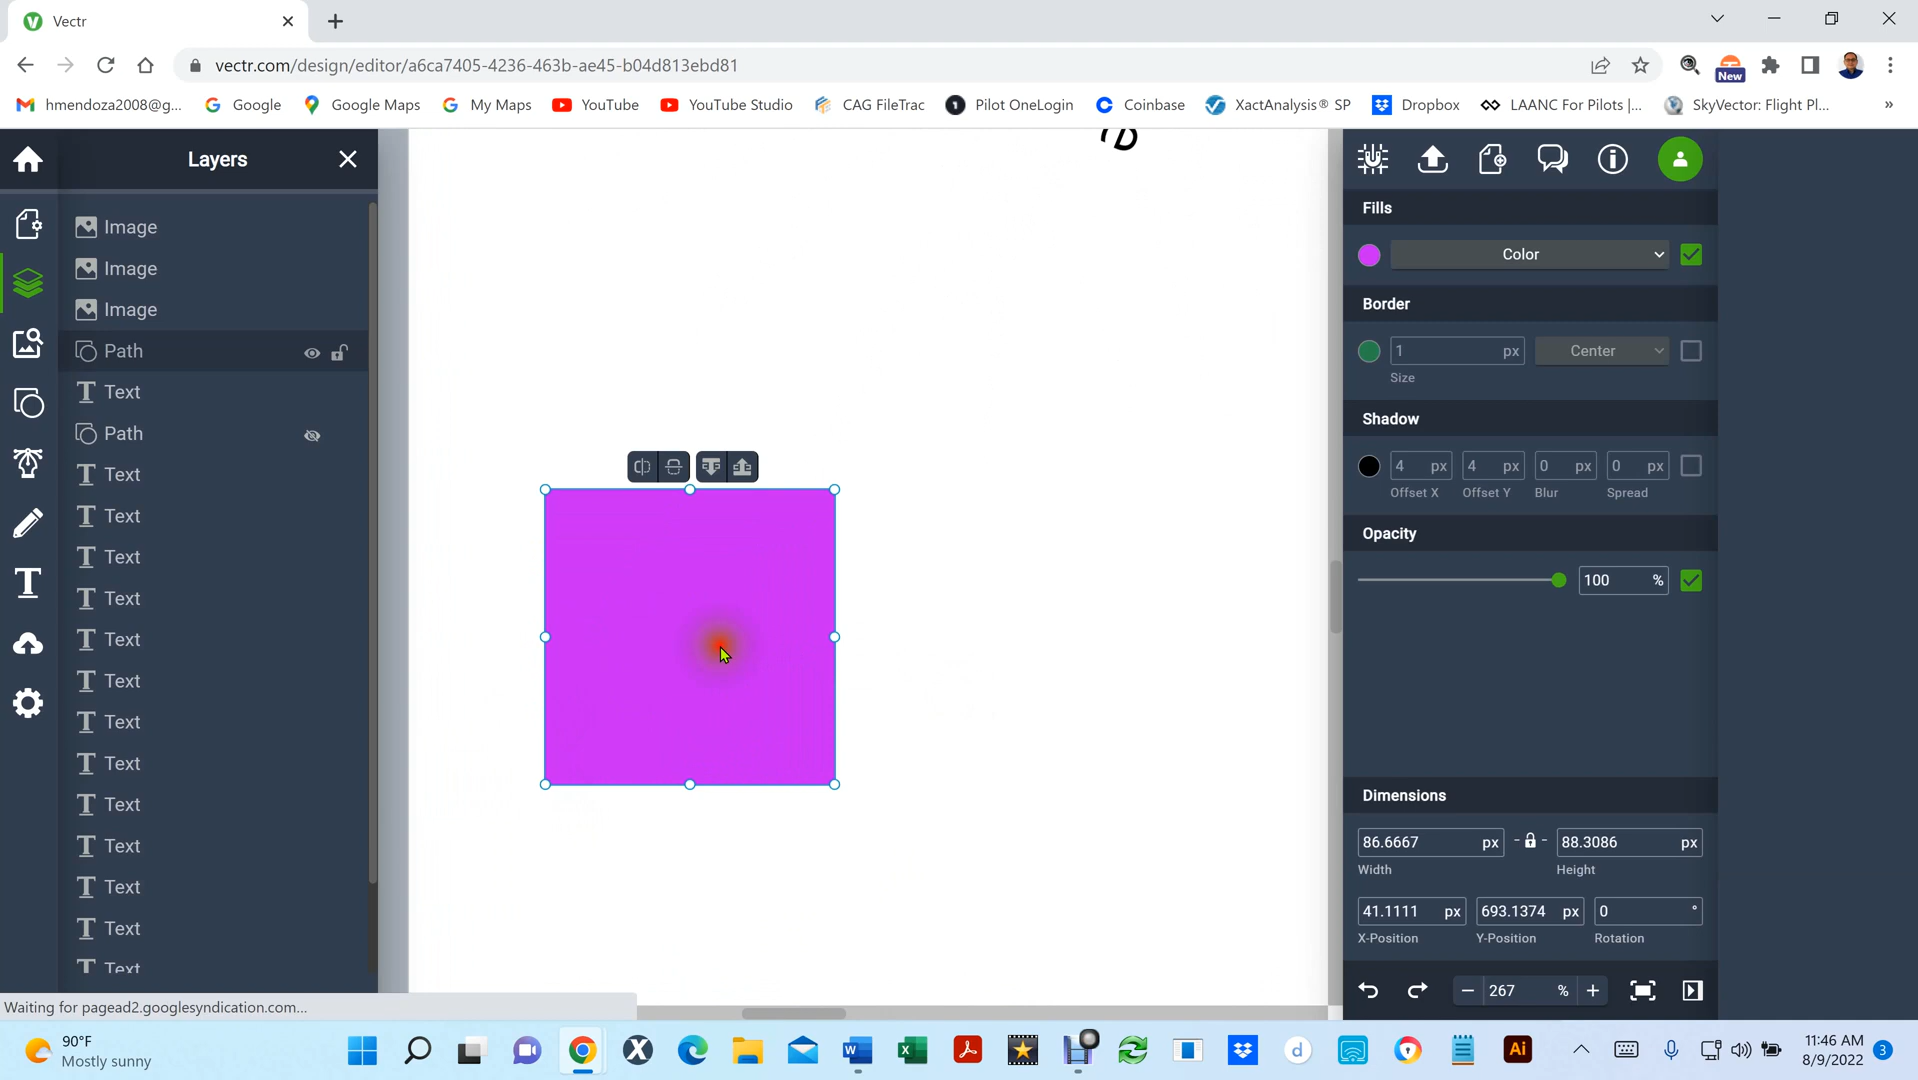 Vectr
vectr.com/design/editor/a6ca7405-4236-463b-ae45-b04d813ebd81
New
hmendoza2008@g...
Google
Google Maps
My Maps
YouTube
YouTube Studio
CAG FileTrac
Pilot OneLogin
Coinbase
XactAnalysis® SP
Dropbox
LAANC For Pilots |...
SkyVector: Flight Pl...
»
Layers
Image
Image
Image
Path
Text
Path
Text
Text
Text
Text
Text
Text
Text
Text
Text
Text
Text
Text
Text
Fills
Color
Border
1 px
Center
Size
Shadow
4 px
4 px
0 px
0 px
Offset X
Offset Y
Blur
Spread
Opacity
100 %
Dimensions
86.6667 px
88.3086 px
Width
Height
41.1111 px
693.1374 px
0 °
X-Position
Y-Position
Rotation
267 %
Waiting for pagead2.googlesyndication.com...
90°F
Mostly sunny
11:46 AM
8/9/2022
3